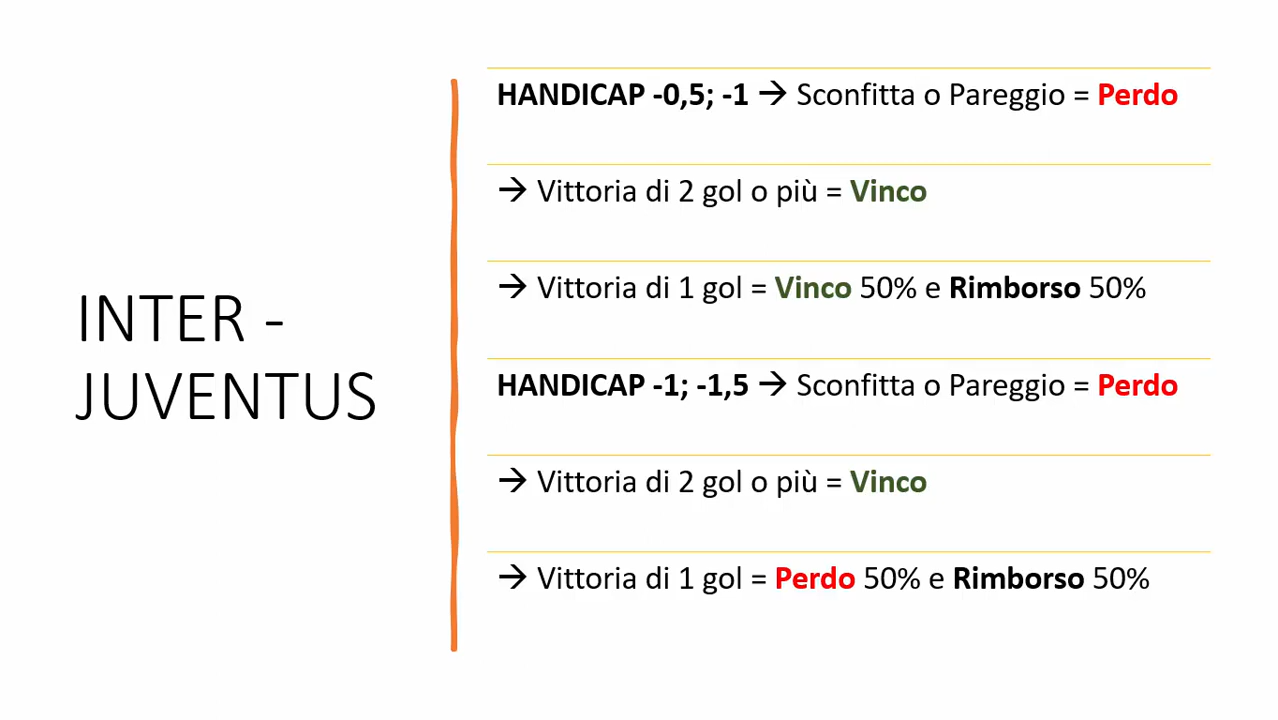 INTER -
JUVENTUS
HANDICAP -0,5; -1 → Sconfitta o Pareggio = Perdo
→ Vittoria di 2 gol o più = Vinco
→ Vittoria di 1 gol = Vinco 50% e Rimborso 50%
HANDICAP -1; -1,5 → Sconfitta o Pareggio = Perdo
→ Vittoria di 2 gol o più = Vinco
→ Vittoria di 1 gol = Perdo 50% e Rimborso 50%